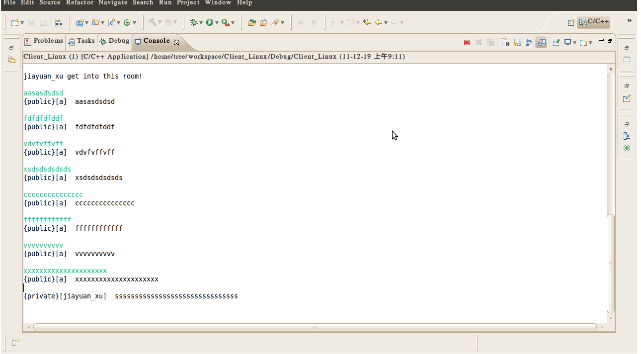 File Edit Source Refactor Navigate Search Run Project Window Help
C/C++
Problems Tasks Debug Console
Client_Linux (1) [C/C++ Application] /home/tree/workspace/Client_Linux/Debug/Client_Linux (11-12-19 上午9:11)
jiayuan_xu get into this room!
aasasdsdsd
{public}[a] aasasdsdsd
fdfdfdfddf
{public}[a] fdfdfdfddf
vdvfvffvff
{public}[a] vdvfvffvff
xsdsdsdsdsds
{public}[a] xsdsdsdsdsds
ccccccccccccccc
{public}[a] ccccccccccccccc
ffffffffffff
{public}[a] ffffffffffff
vvvvvvvvvv
{public}[a] vvvvvvvvvv
xxxxxxxxxxxxxxxxxxxxx
{public}[a] xxxxxxxxxxxxxxxxxxxxx
{private}[jiayuan_xu] sssssssssssssssssssssssssssssss